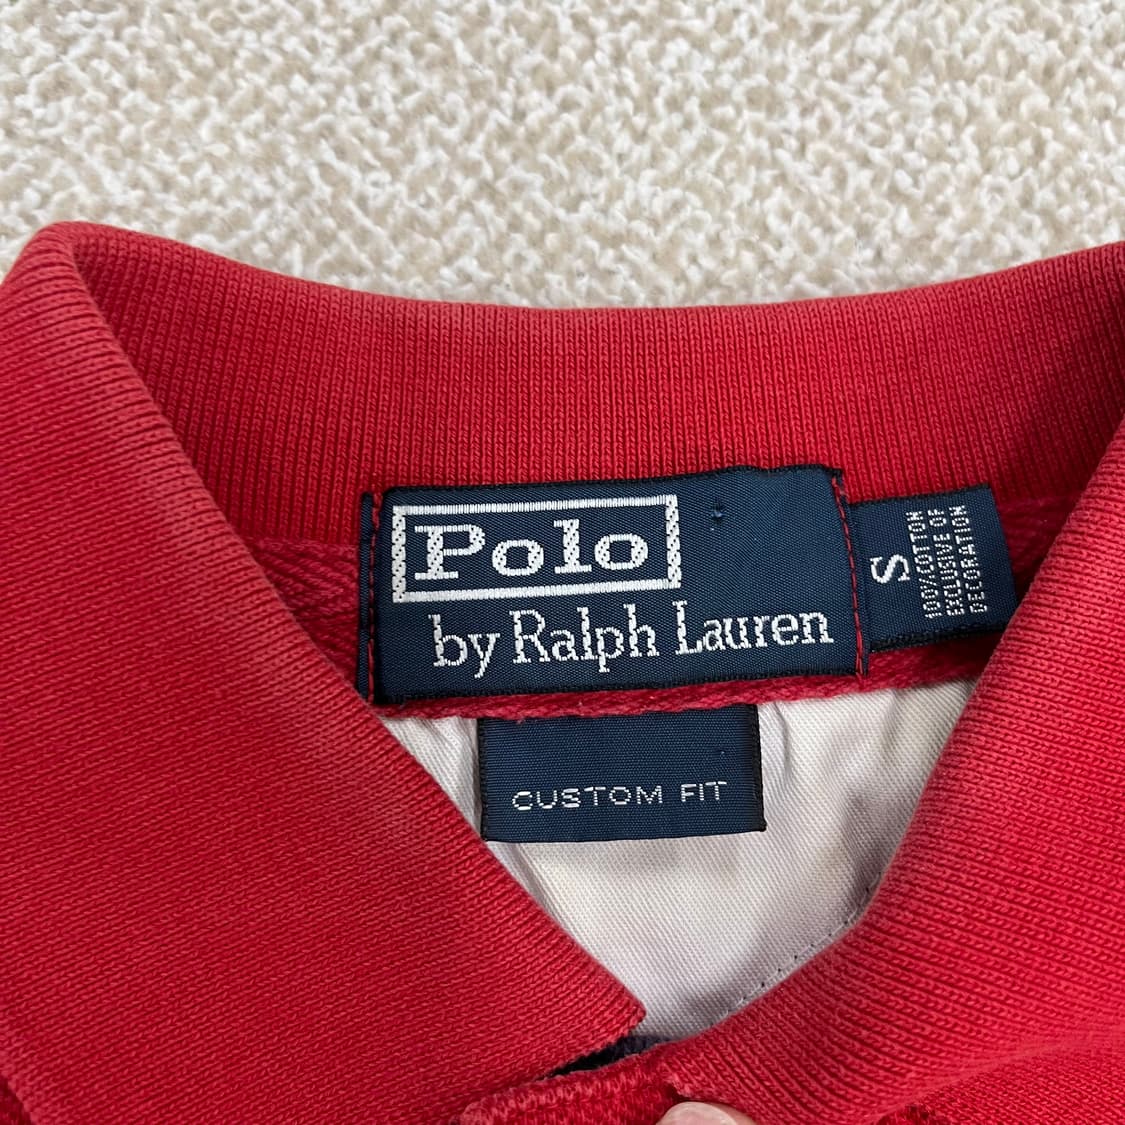 Polo
by Ralph Lauren
S
100% COTTON
EXCLUSIVE OF
DECORATION
CUSTOM FIT